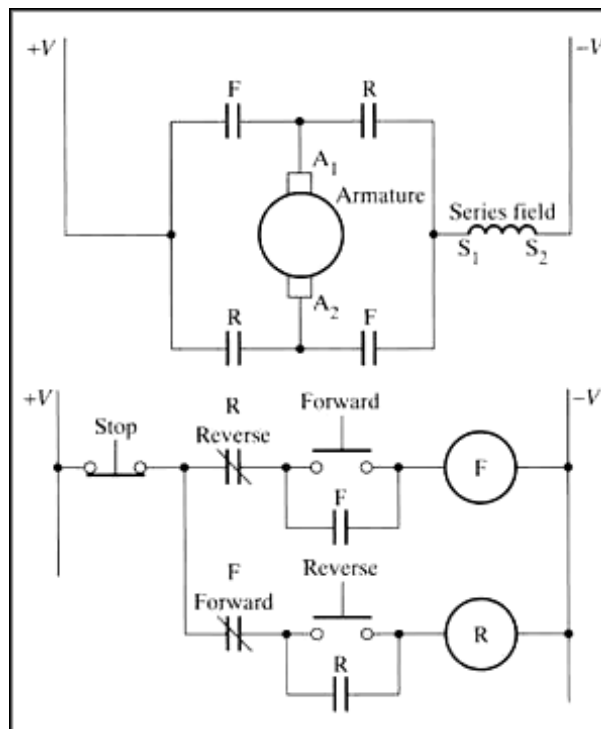 +V
−V
F
R
A1
Armature
Series field
S1 S2
A2
R
F
+V
−V
Forward
R
Stop
Reverse
F
F
F
Reverse
Forward
R
R